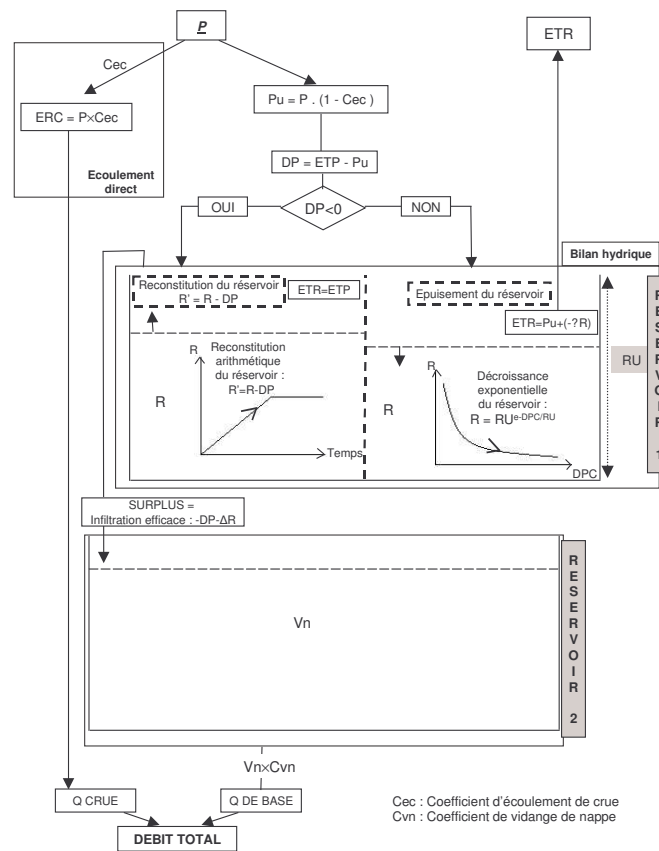 P
ETR
Cec
Pu = P . (1 - Cec )
ERC = P×Cec
DP = ETP - Pu
Ecoulement
direct
OUI
DP<0
NON
Bilan hydrique
Reconstitution du réservoir
R' = R - DP
ETR=ETP
Epuisement du réservoir
ETR=Pu+(-?R)
R
Reconstitution
arithmétique
du réservoir :
R'=R-DP
R
Temps
R
Décroissance
exponentielle
du réservoir :
R = RUe-DPC/RU
R
DPC
RU
RESERVOIR 1
SURPLUS =
Infiltration efficace : -DP-ΔR
Vn
RESERVOIR 2
Vn×Cvn
Q CRUE
Q DE BASE
DEBIT TOTAL
Cec : Coefficient d'écoulement de crue
Cvn : Coefficient de vidange de nappe